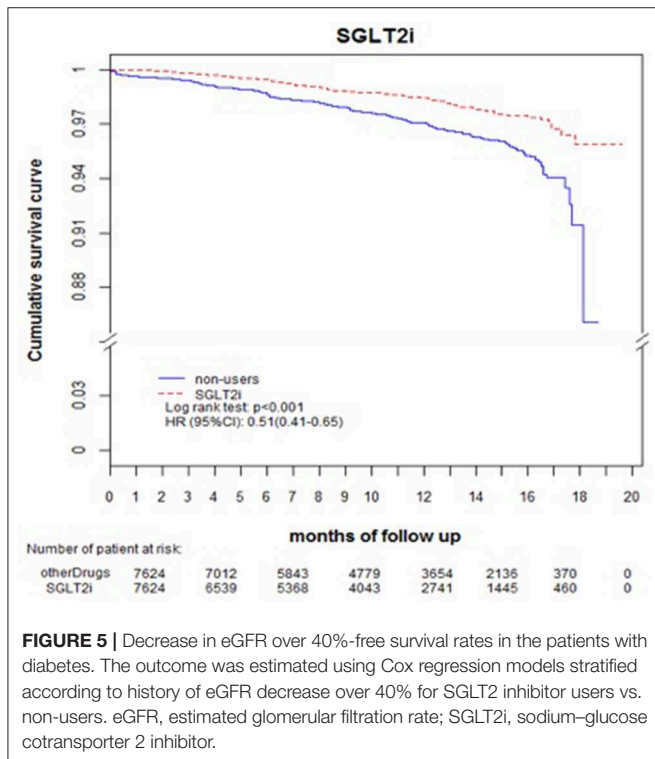 SGLT2i
Cumulative survival curve
1
0.97
0.94
0.91
0.88
0.03
0
non-users
SGLT2i
Log rank test: p<0.001
HR (95%CI): 0.51(0.41-0.65)
0 1 2 3 4 5 6 7 8 9 10 12 14 16 18 20
months of follow up
Number of patient at risk:
otherDrugs 7624 7012 5843 4779 3654 2136 370 0
SGLT2i 7624 6539 5368 4043 2741 1445 460 0
FIGURE 5 | Decrease in eGFR over 40%-free survival rates in the patients with
diabetes. The outcome was estimated using Cox regression models stratified
according to history of eGFR decrease over 40% for SGLT2 inhibitor users vs.
non-users. eGFR, estimated glomerular filtration rate; SGLT2i, sodium–glucose
cotransporter 2 inhibitor.